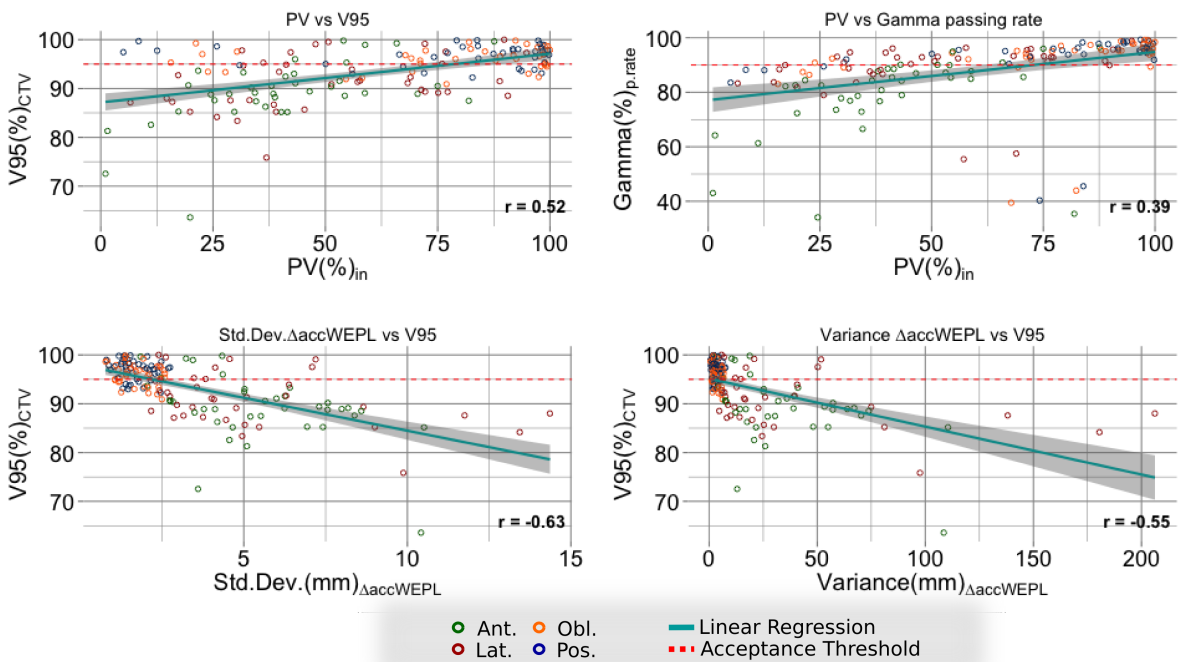 PV vs V95
100
90
80
70
V95(%)CTV
r = 0.52
0 25 50 75 100
PV(%)in
PV vs Gamma passing rate
100
80
60
40
Gamma(%)p.rate
r = 0.39
0 25 50 75 100
PV(%)in
Std.Dev.ΔaccWEPL vs V95
100
90
80
70
V95(%)CTV
r = -0.63
5 10 15
Std.Dev.(mm)ΔaccWEPL
Variance ΔaccWEPL vs V95
100
90
80
70
V95(%)CTV
r = -0.55
0 50 100 150 200
Variance(mm)ΔaccWEPL
Ant. Obl. Linear Regression
Lat. Pos. Acceptance Threshold